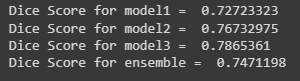 Dice Score for model1 =  0.72723323
Dice Score for model2 =  0.76732975
Dice Score for model3 =  0.7865361
Dice Score for ensemble =  0.7471198